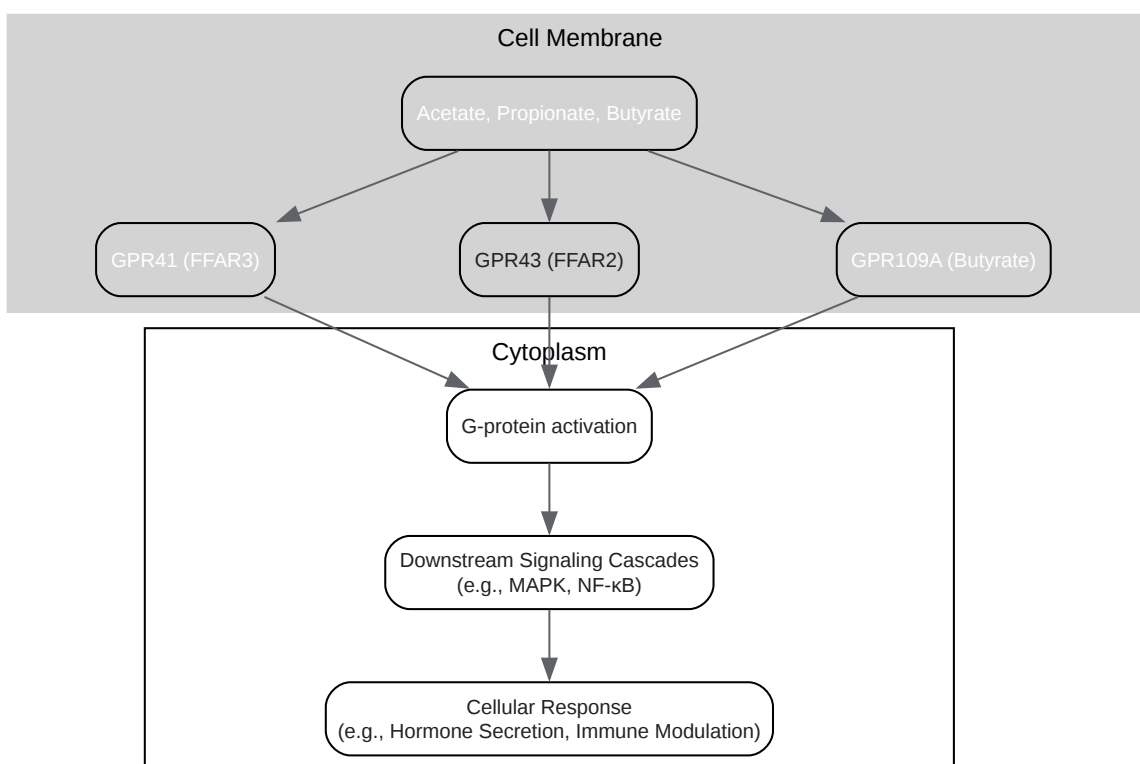 Cell Membrane
Acetate, Propionate, Butyrate
GPR41 (FFAR3)
GPR43 (FFAR2)
GPR109A (Butyrate)
Cytoplasm
G-protein activation
Downstream Signaling Cascades
(e.g., MAPK, NF-κB)
Cellular Response
(e.g., Hormone Secretion, Immune Modulation)